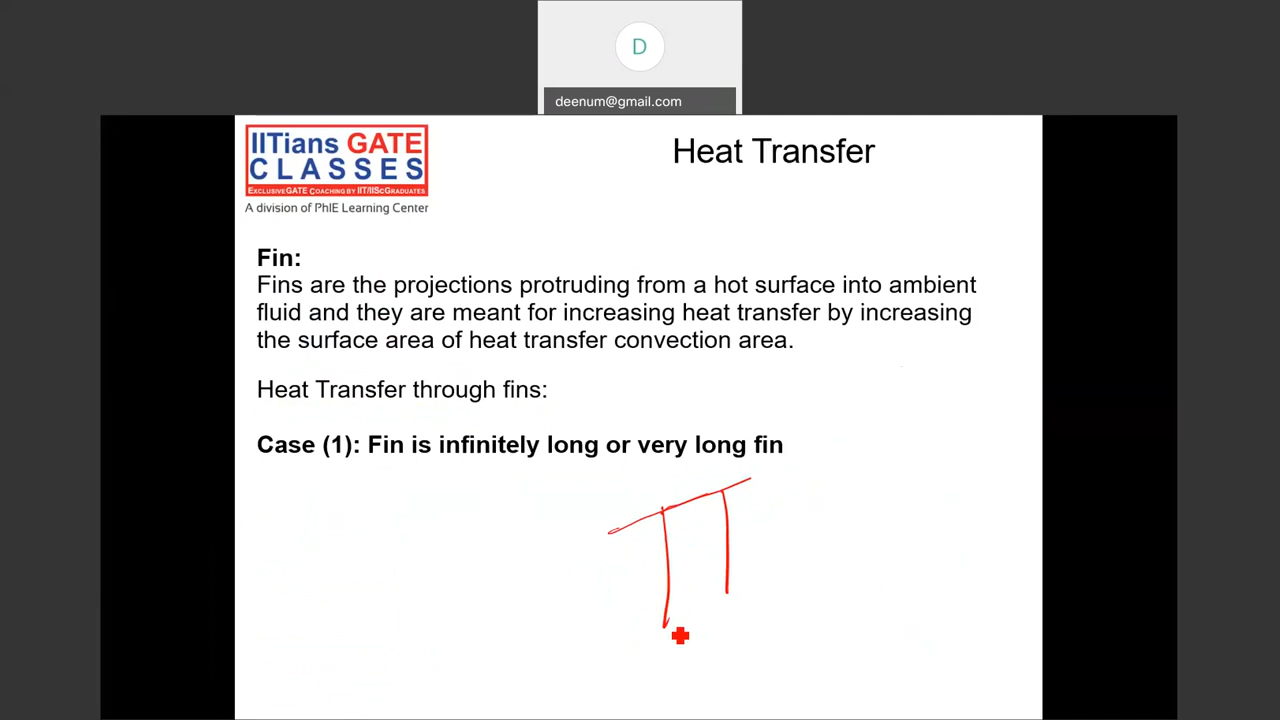 D
deenum@gmail.com
IITians GATE
CLASSES
EXCLUSIVE GATE COACHING BY IIT/IISc GRADUATES
A division of PhIE Learning Center
Heat Transfer
Fin:
Fins are the projections protruding from a hot surface into ambient
fluid and they are meant for increasing heat transfer by increasing
the surface area of heat transfer convection area.
Heat Transfer through fins:
Case (1): Fin is infinitely long or very long fin